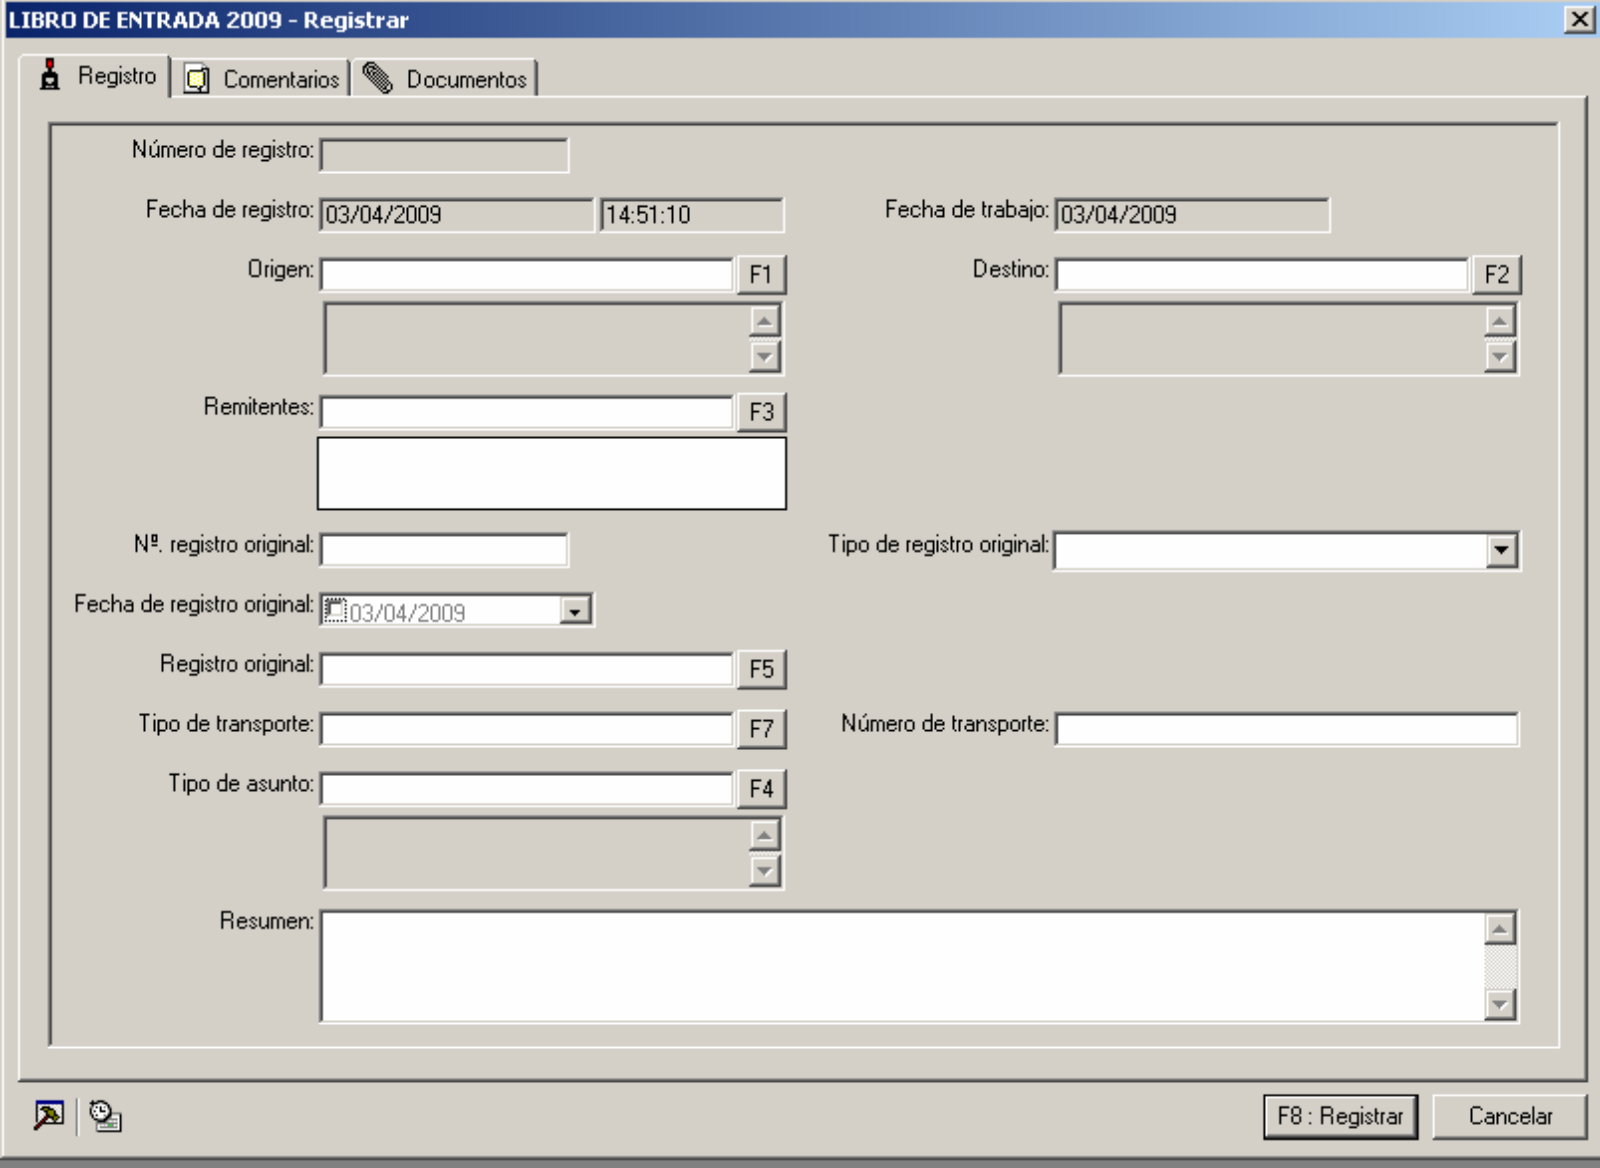 LIBRO DE ENTRADA 2009 - Registrar
Registro Comentarios Documentos
Número de registro:
Fecha de registro: 03/04/2009 14:51:10 Fecha de trabajo: 03/04/2009
Origen: F1 Destino: F2
Remitentes: F3
Nº. registro original: Tipo de registro original:
Fecha de registro original: 03/04/2009
Registro original: F5
Tipo de transporte: F7 Número de transporte:
Tipo de asunto: F4
Resumen:
F8 : Registrar Cancelar